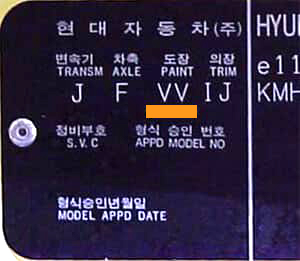 현대자동차(주) HYU
변속기 차축 도장 의장 e11
TRANSM AXLE PAINT TRIM
J F VV IJ KMH
정비부호 형식 승인 번호
S.V.C APPD MODEL NO
형식승인년월일
MODEL APPD DATE